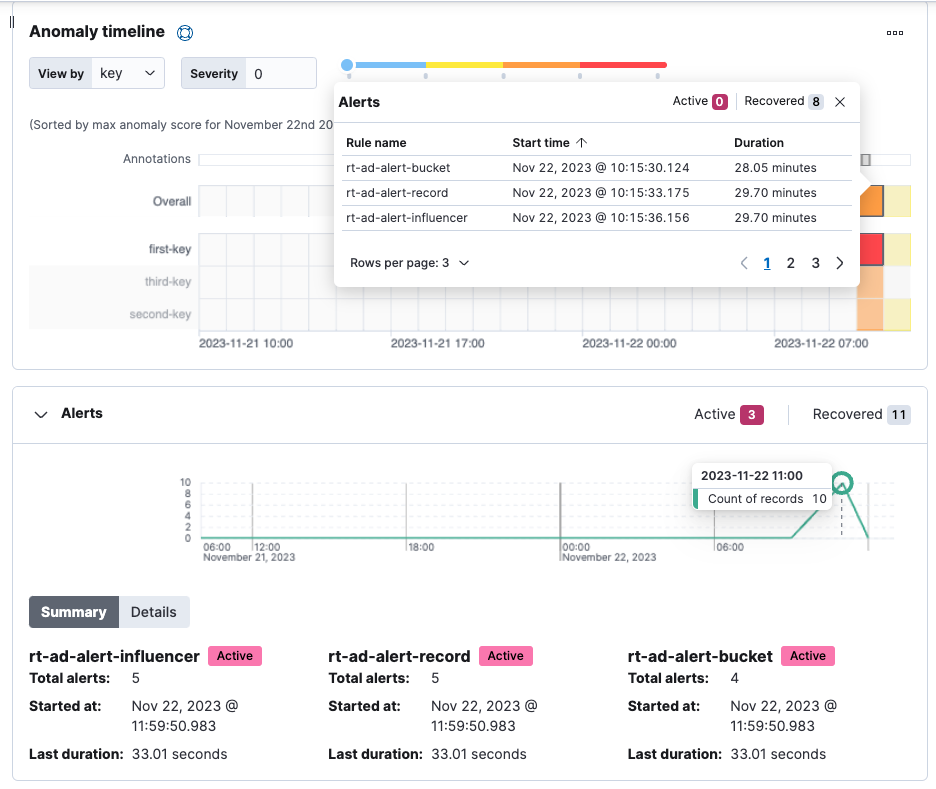 Anomaly timeline
View by key Severity 0
Alerts Active 0 Recovered 8
(Sorted by max anomaly score for November 22nd 20
Rule name Start time Duration
rt-ad-alert-bucket Nov 22, 2023 @ 10:15:30.124 28.05 minutes
rt-ad-alert-record Nov 22, 2023 @ 10:15:33.175 29.70 minutes
rt-ad-alert-influencer Nov 22, 2023 @ 10:15:36.156 29.70 minutes
Rows per page: 3 1 2 3
Annotations
Overall
first-key
third-key
second-key
2023-11-21 10:00 2023-11-21 17:00 2023-11-22 00:00 2023-11-22 07:00
Alerts Active 3 Recovered 11
2023-11-22 11:00
Count of records 10
10
8
6
4
2
0
06:00 12:00 18:00 00:00 06:00
November 21, 2023 November 22, 2023
Summary Details
rt-ad-alert-influencer Active
Total alerts: 5
Started at: Nov 22, 2023 @
11:59:50.983
Last duration: 33.01 seconds
rt-ad-alert-record Active
Total alerts: 5
Started at: Nov 22, 2023 @
11:59:50.983
Last duration: 33.01 seconds
rt-ad-alert-bucket Active
Total alerts: 4
Started at: Nov 22, 2023 @
11:59:50.983
Last duration: 33.01 seconds